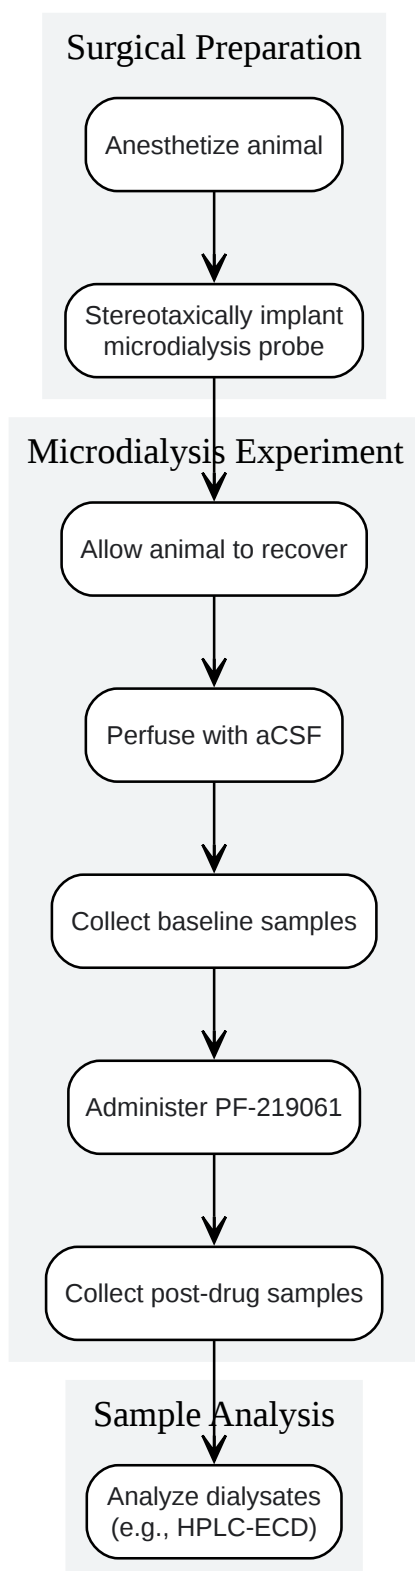 Surgical Preparation
Anesthetize animal
Stereotaxically implant
microdialysis probe
Microdialysis Experiment
Allow animal to recover
Perfuse with aCSF
Collect baseline samples
Administer PF-219061
Collect post-drug samples
Sample Analysis
Analyze dialysates
(e.g., HPLC-ECD)